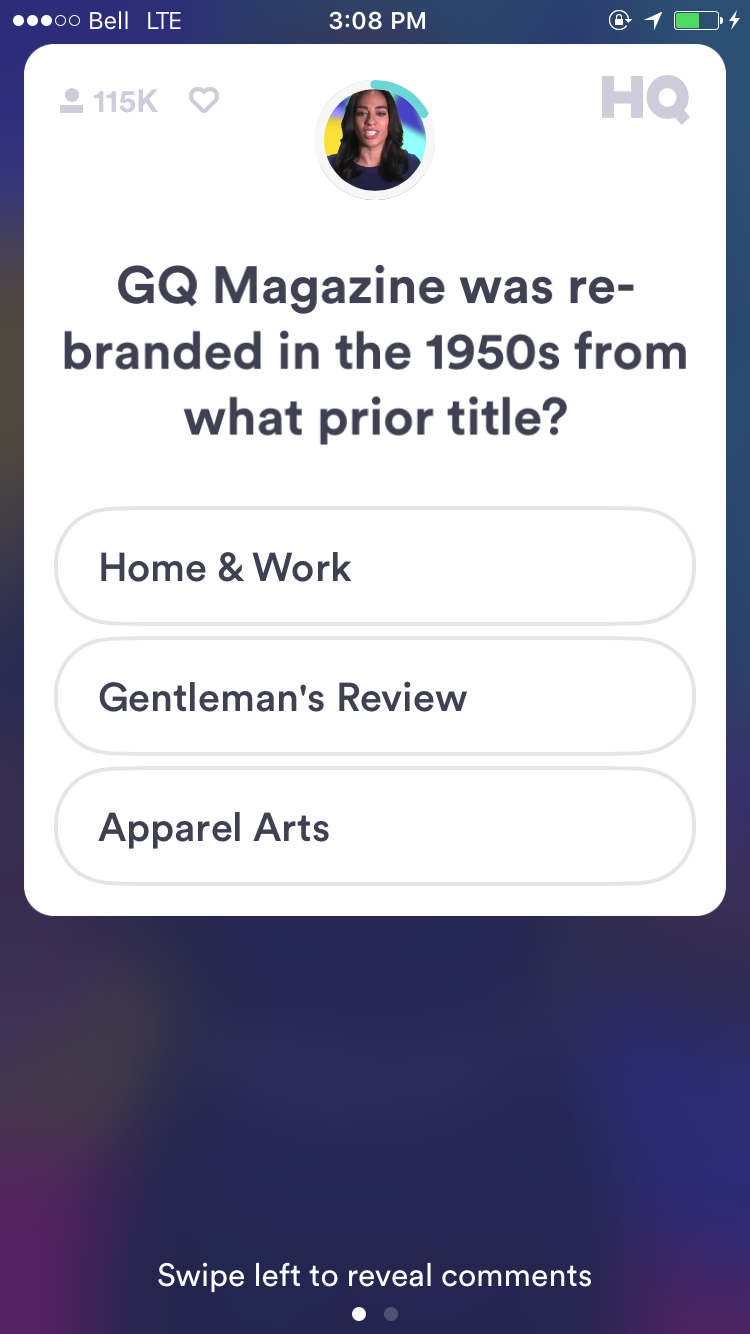 Bell LTE 3:08 PM
115K HQ
GQ Magazine was re-
branded in the 1950s from
what prior title?
Home & Work
Gentleman's Review
Apparel Arts
Swipe left to reveal comments